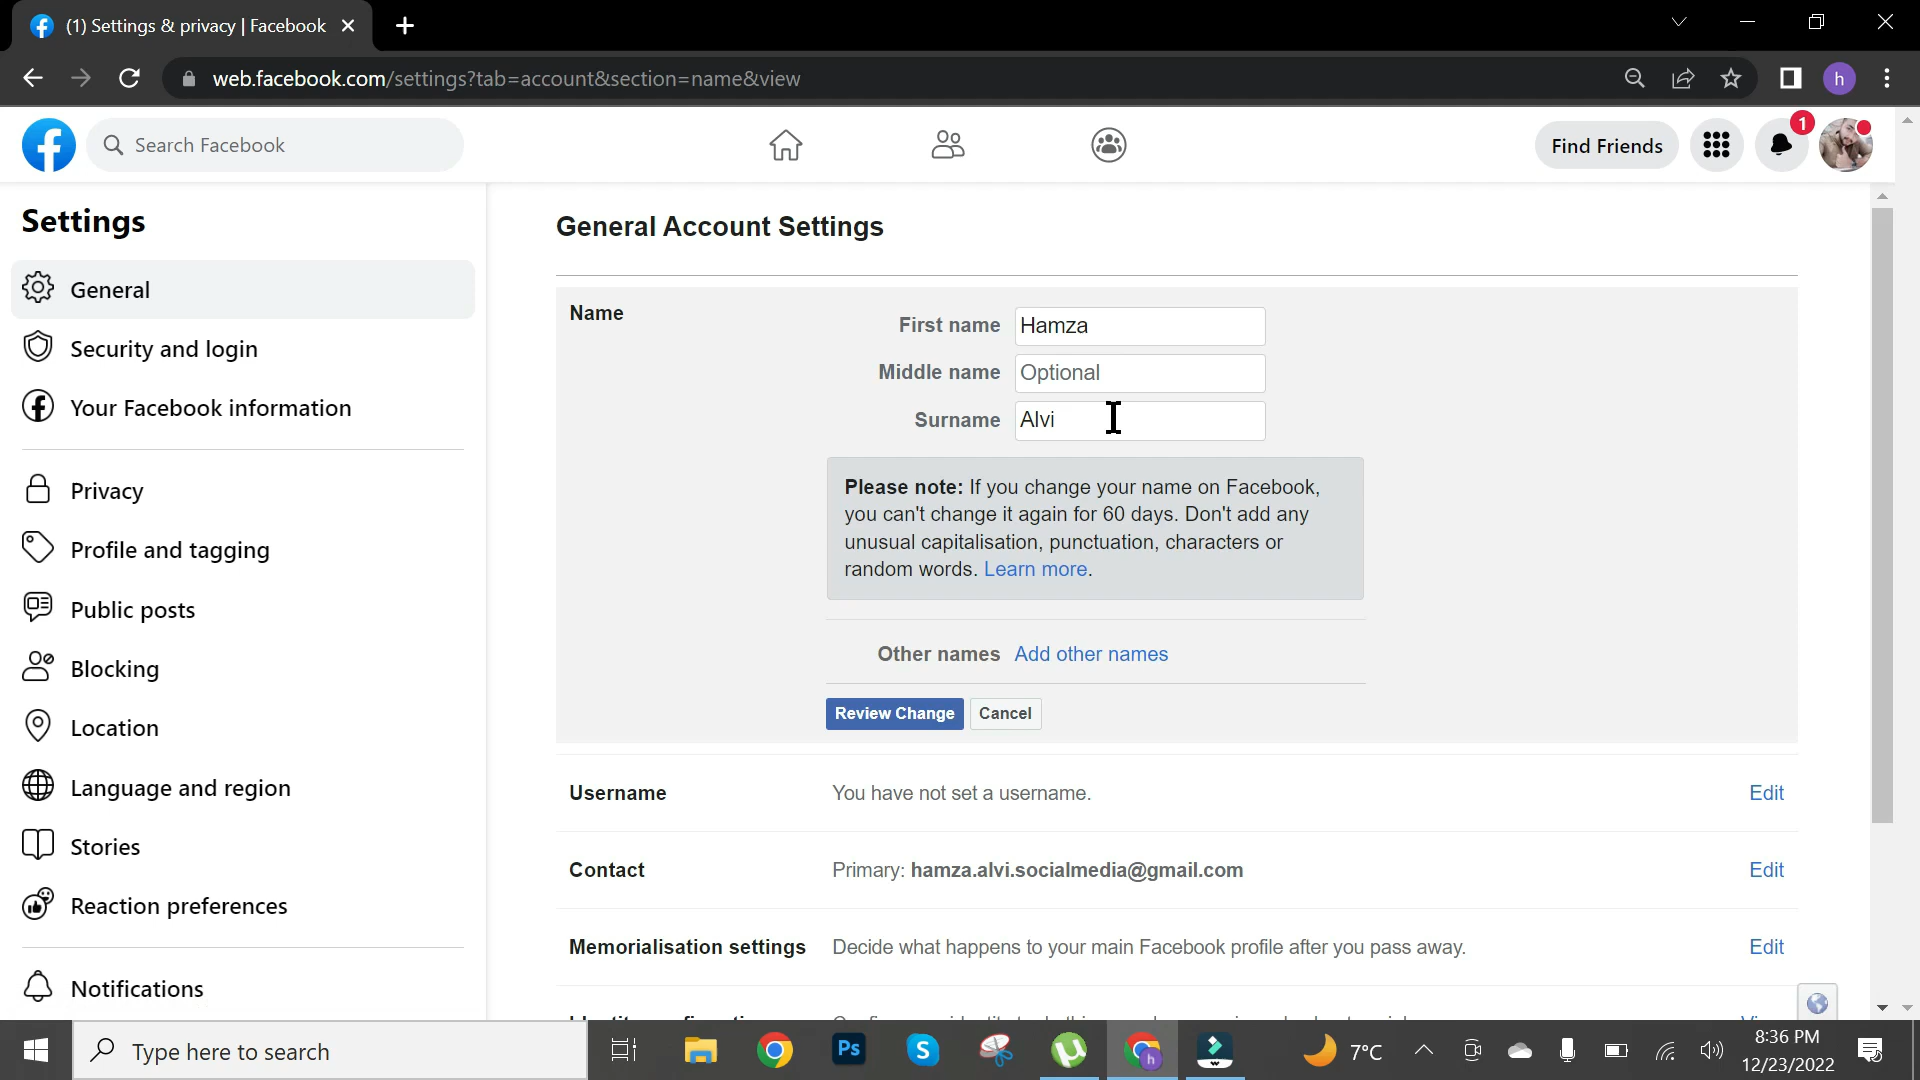 (1) Settings & privacy | Facebook
web.facebook.com/settings?tab=account&section=name&view
h
Search Facebook
Find Friends
1
Settings
General
Security and login
Your Facebook information
Privacy
Profile and tagging
Public posts
Blocking
Location
Language and region
Stories
Reaction preferences
Notifications
General Account Settings
Name
First name Hamza
Middle name Optional
Surname Alvi
Please note: If you change your name on Facebook,
you can't change it again for 60 days. Don't add any
unusual capitalisation, punctuation, characters or
random words. Learn more.
Other names Add other names
Review Change Cancel
Username You have not set a username. Edit
Contact Primary: hamza.alvi.socialmedia@gmail.com Edit
Memorialisation settings Decide what happens to your main Facebook profile after you pass away. Edit
Type here to search
Ps
h
7°C
8:36 PM
12/23/2022